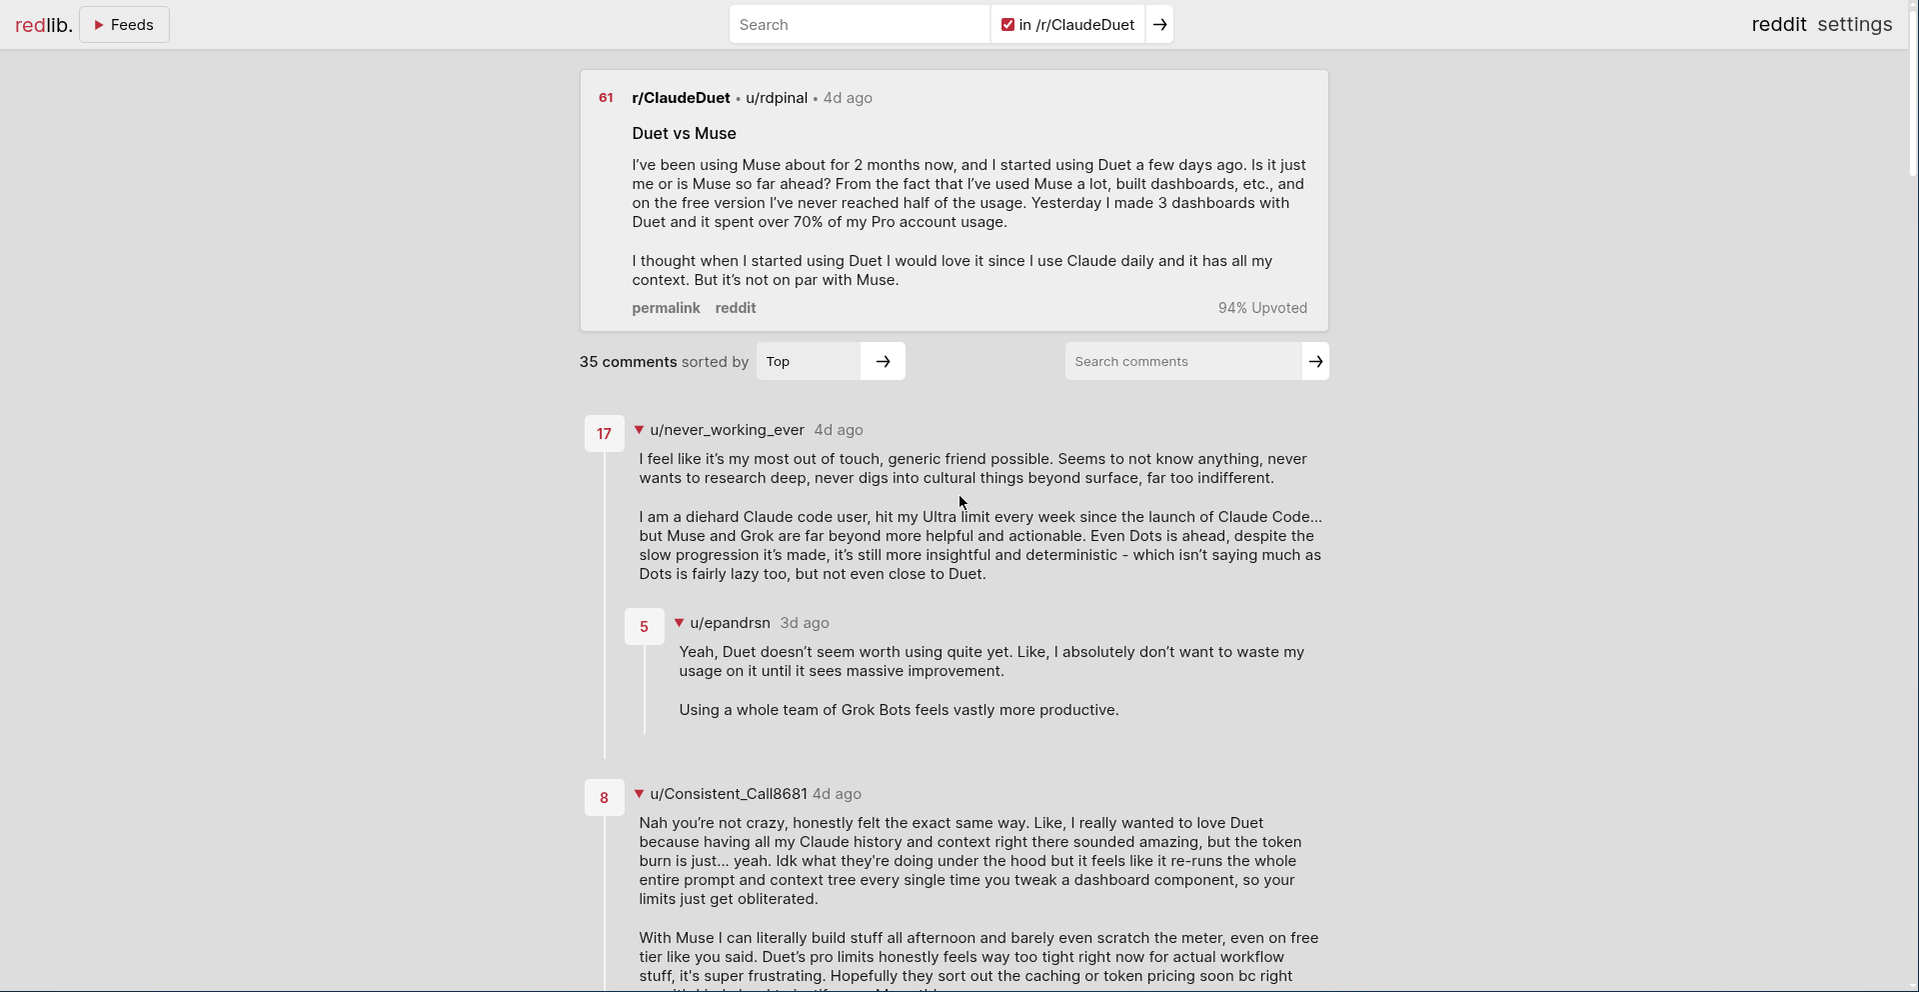 redlib. Feeds Search in /r/ClaudeDuet → reddit settings
61 r/ClaudeDuet • u/rdpinal • 4d ago
Duet vs Muse
I’ve been using Muse about for 2 months now, and I started using Duet a few days ago. Is it just
me or is Muse so far ahead? From the fact that I’ve used Muse a lot, built dashboards, etc., and
on the free version I’ve never reached half of the usage. Yesterday I made 3 dashboards with
Duet and it spent over 70% of my Pro account usage.
I thought when I started using Duet I would love it since I use Claude daily and it has all my
context. But it’s not on par with Muse.
permalink reddit 94% Upvoted
35 comments sorted by Top → Search comments →
17 u/never_working_ever 4d ago
I feel like it’s my most out of touch, generic friend possible. Seems to not know anything, never
wants to research deep, never digs into cultural things beyond surface, far too indifferent.
I am a diehard Claude code user, hit my Ultra limit every week since the launch of Claude Code...
but Muse and Grok are far beyond more helpful and actionable. Even Dots is ahead, despite the
slow progression it’s made, it’s still more insightful and deterministic - which isn’t saying much as
Dots is fairly lazy too, but not even close to Duet.
5 u/epandrsn 3d ago
Yeah, Duet doesn’t seem worth using quite yet. Like, I absolutely don’t want to waste my
usage on it until it sees massive improvement.
Using a whole team of Grok Bots feels vastly more productive.
8 u/Consistent_Call8681 4d ago
Nah you’re not crazy, honestly felt the exact same way. Like, I really wanted to love Duet
because having all my Claude history and context right there sounded amazing, but the token
burn is just... yeah. Idk what they're doing under the hood but it feels like it re-runs the whole
entire prompt and context tree every single time you tweak a dashboard component, so your
limits just get obliterated.
With Muse I can literally build stuff all afternoon and barely even scratch the meter, even on free
tier like you said. Duet’s pro limits honestly feels way too tight right now for actual workflow
stuff, it's super frustrating. Hopefully they sort out the caching or token pricing soon bc right